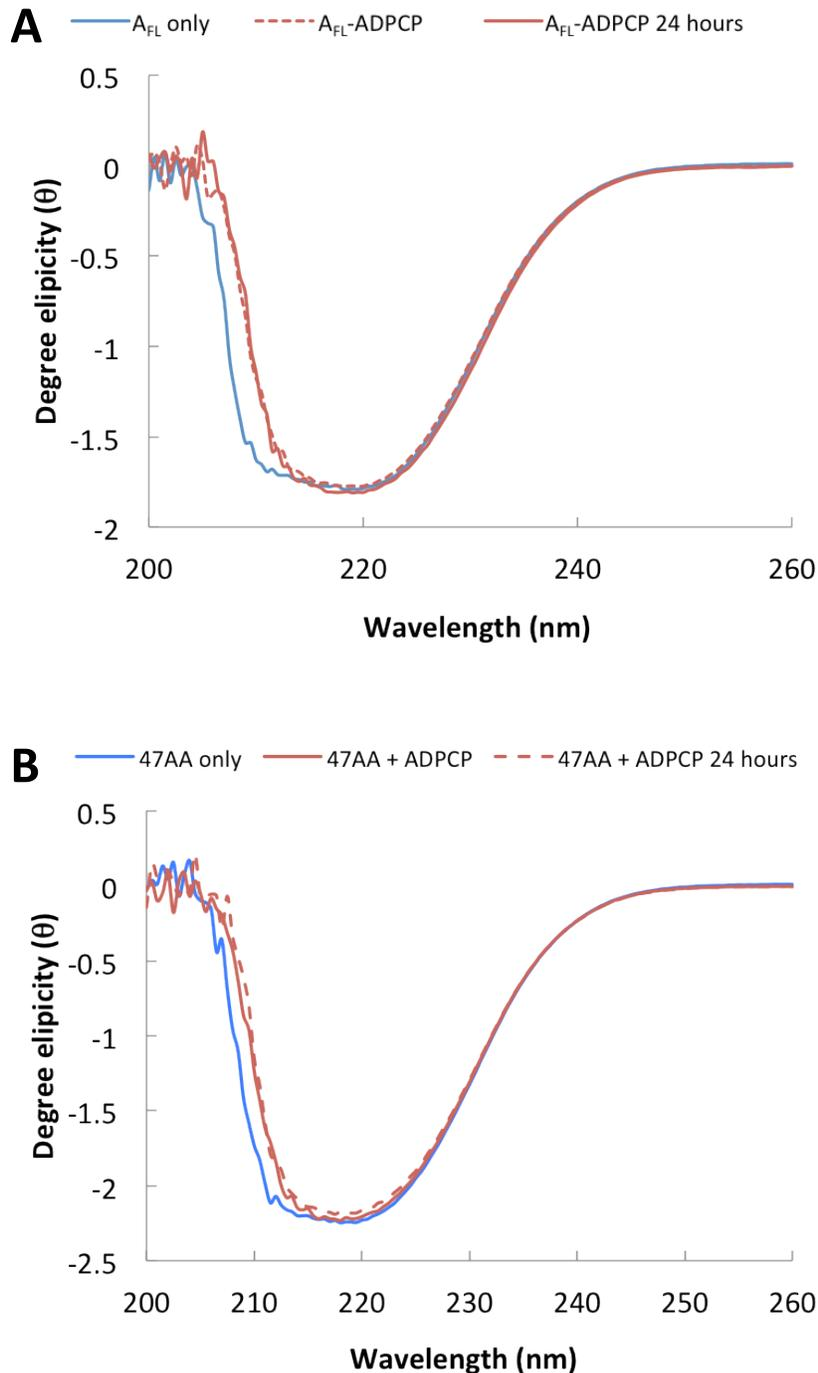 A
A_FL only A_FL-ADPCP A_FL-ADPCP 24 hours
0.5
0
-0.5
-1
-1.5
-2
Degree elipicity (θ)
200 220 240 260
Wavelength (nm)
B
47AA only 47AA + ADPCP 47AA + ADPCP 24 hours
0.5
0
-0.5
-1
-1.5
-2
-2.5
Degree elipicity (θ)
200 210 220 230 240 250 260
Wavelength (nm)